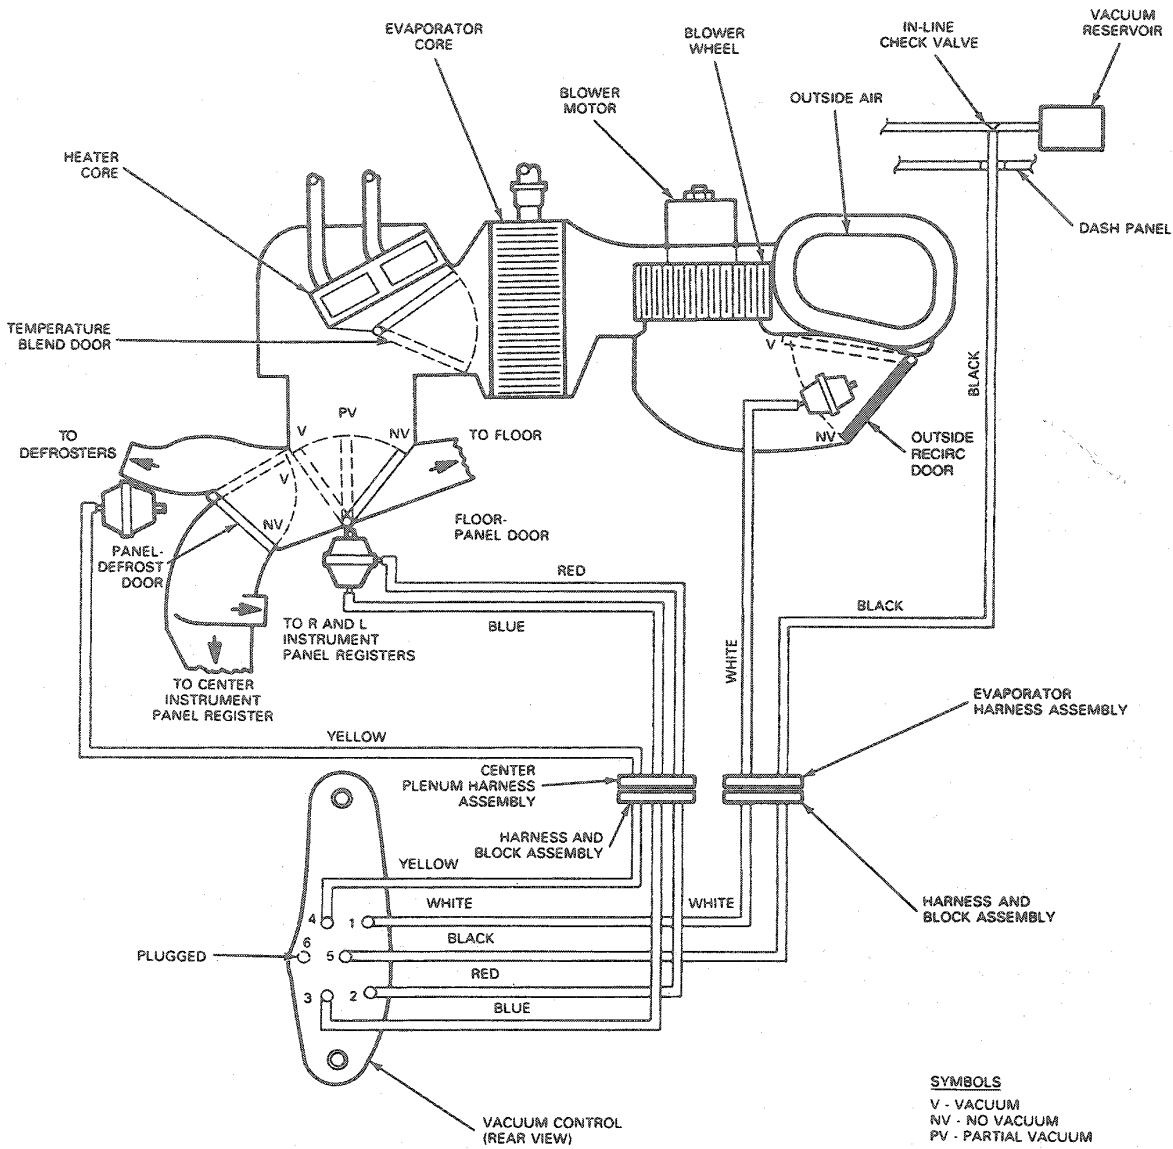 EVAPORATOR
CORE
BLOWER
WHEEL
IN-LINE
CHECK VALVE
VACUUM
RESERVOIR
BLOWER
MOTOR
OUTSIDE AIR
HEATER
CORE
DASH PANEL
TEMPERATURE
BLEND DOOR
V
BLACK
PV
V
NV
TO FLOOR
TO
DEFROSTERS
NV
OUTSIDE
RECIRC
DOOR
V
NV
FLOOR-
PANEL DOOR
PANEL-
DEFROST
DOOR
RED
BLUE
BLACK
TO R AND L
INSTRUMENT
PANEL REGISTERS
WHITE
TO CENTER
INSTRUMENT
PANEL REGISTER
EVAPORATOR
HARNESS ASSEMBLY
YELLOW
CENTER
PLENUM HARNESS
ASSEMBLY
HARNESS AND
BLOCK ASSEMBLY
YELLOW
WHITE
WHITE
HARNESS AND
BLOCK ASSEMBLY
4
1
BLACK
6
PLUGGED
5
RED
3
2
BLUE
VACUUM CONTROL
(REAR VIEW)
SYMBOLS
V - VACUUM
NV - NO VACUUM
PV - PARTIAL VACUUM